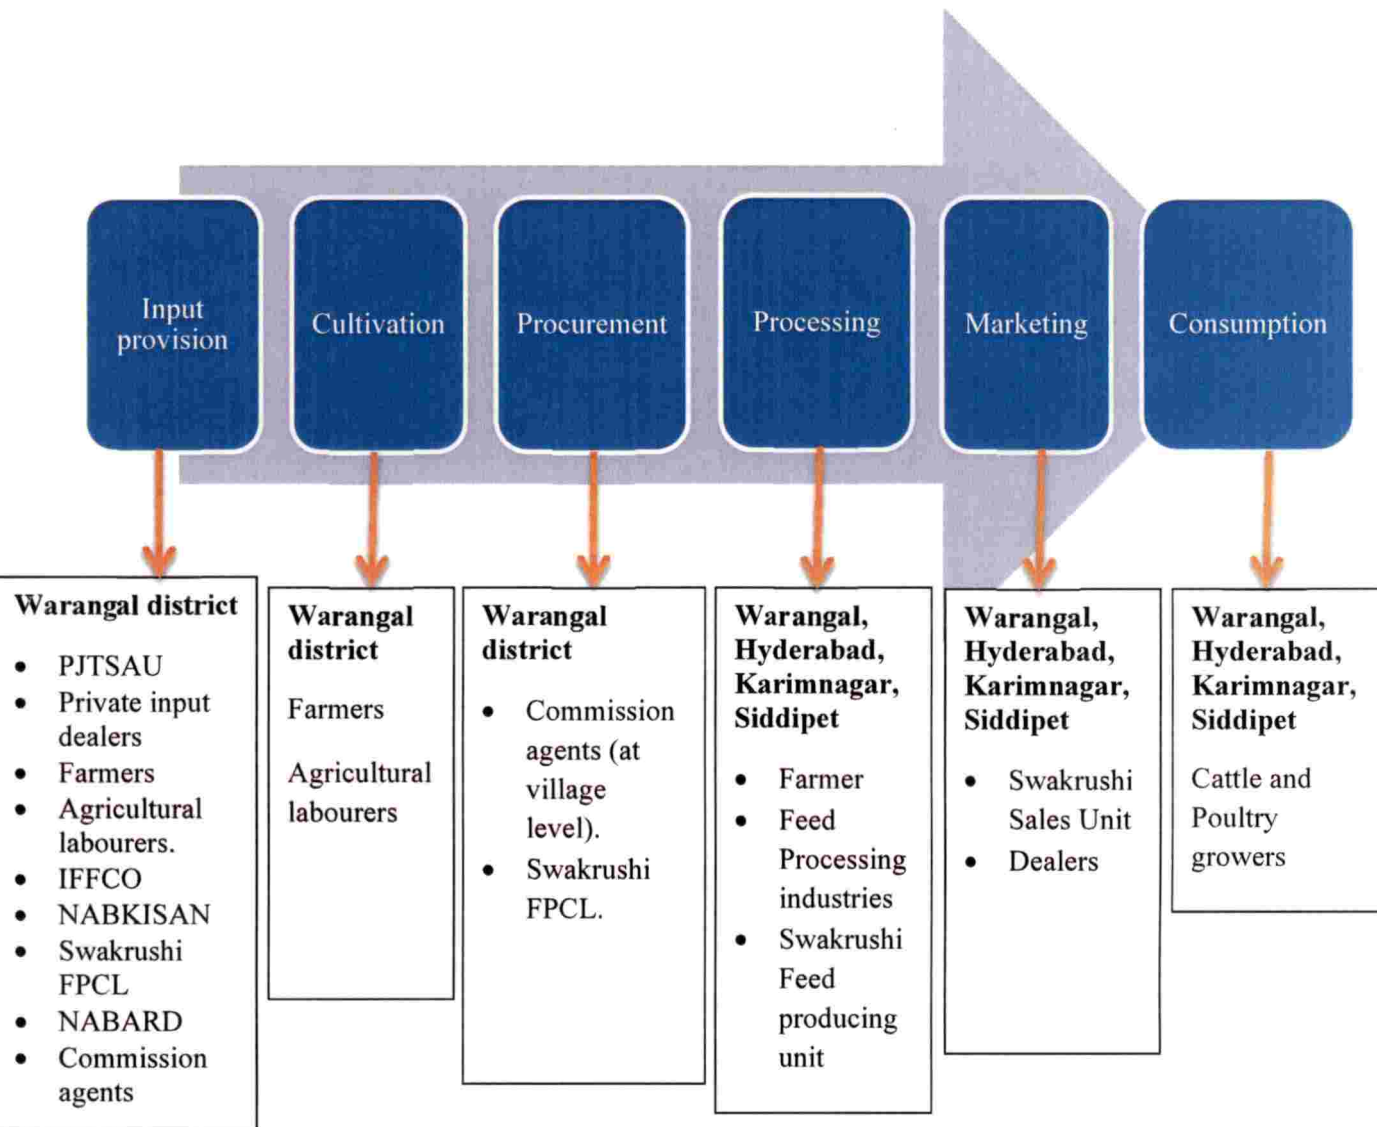 Input
provision
Cultivation
Procurement
Processing
Marketing
Consumption
Warangal district
• PJTSAU
• Private input
dealers
• Farmers
• Agricultural
labourers.
• IFFCO
• NABKISAN
• Swakrushi
FPCL
• NABARD
• Commission
agents
Warangal
district
Farmers
Agricultural
labourers
Warangal
district
• Commission
agents (at
village
level).
• Swakrushi
FPCL.
Warangal,
Hyderabad,
Karimnagar,
Siddipet
• Farmer
• Feed
Processing
industries
• Swakrushi
Feed
producing
unit
Warangal,
Hyderabad,
Karimnagar,
Siddipet
• Swakrushi
Sales Unit
• Dealers
Warangal,
Hyderabad,
Karimnagar,
Siddipet
Cattle and
Poultry
growers